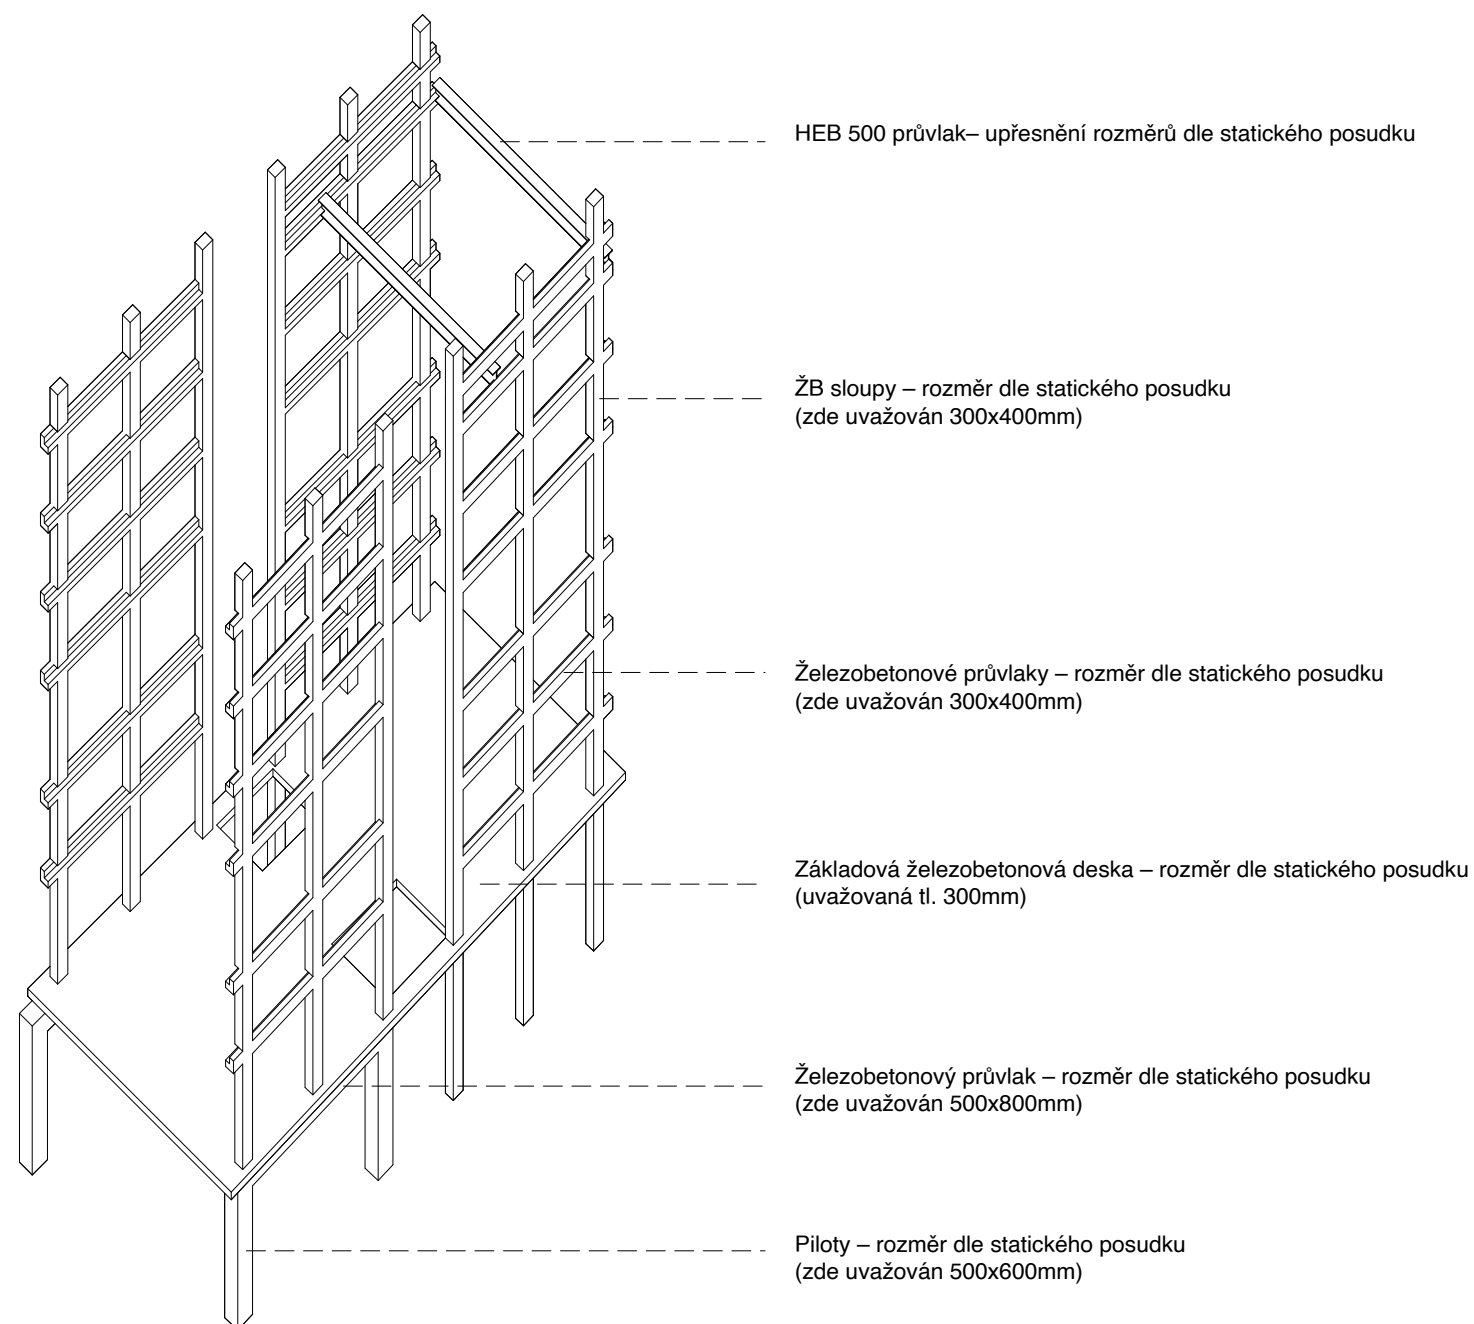 HEB 500 průvlak– upřesnění rozměrů dle statického posudku
ŽB sloupy – rozměr dle statického posudku
(zde uvažován 300x400mm)
Železobetonové průvlaky – rozměr dle statického posudku
(zde uvažován 300x400mm)
Základová železobetonová deska – rozměr dle statického posudku
(uvažovaná tl. 300mm)
Železobetonový průvlak – rozměr dle statického posudku
(zde uvažován 500x800mm)
Piloty – rozměr dle statického posudku
(zde uvažován 500x600mm)